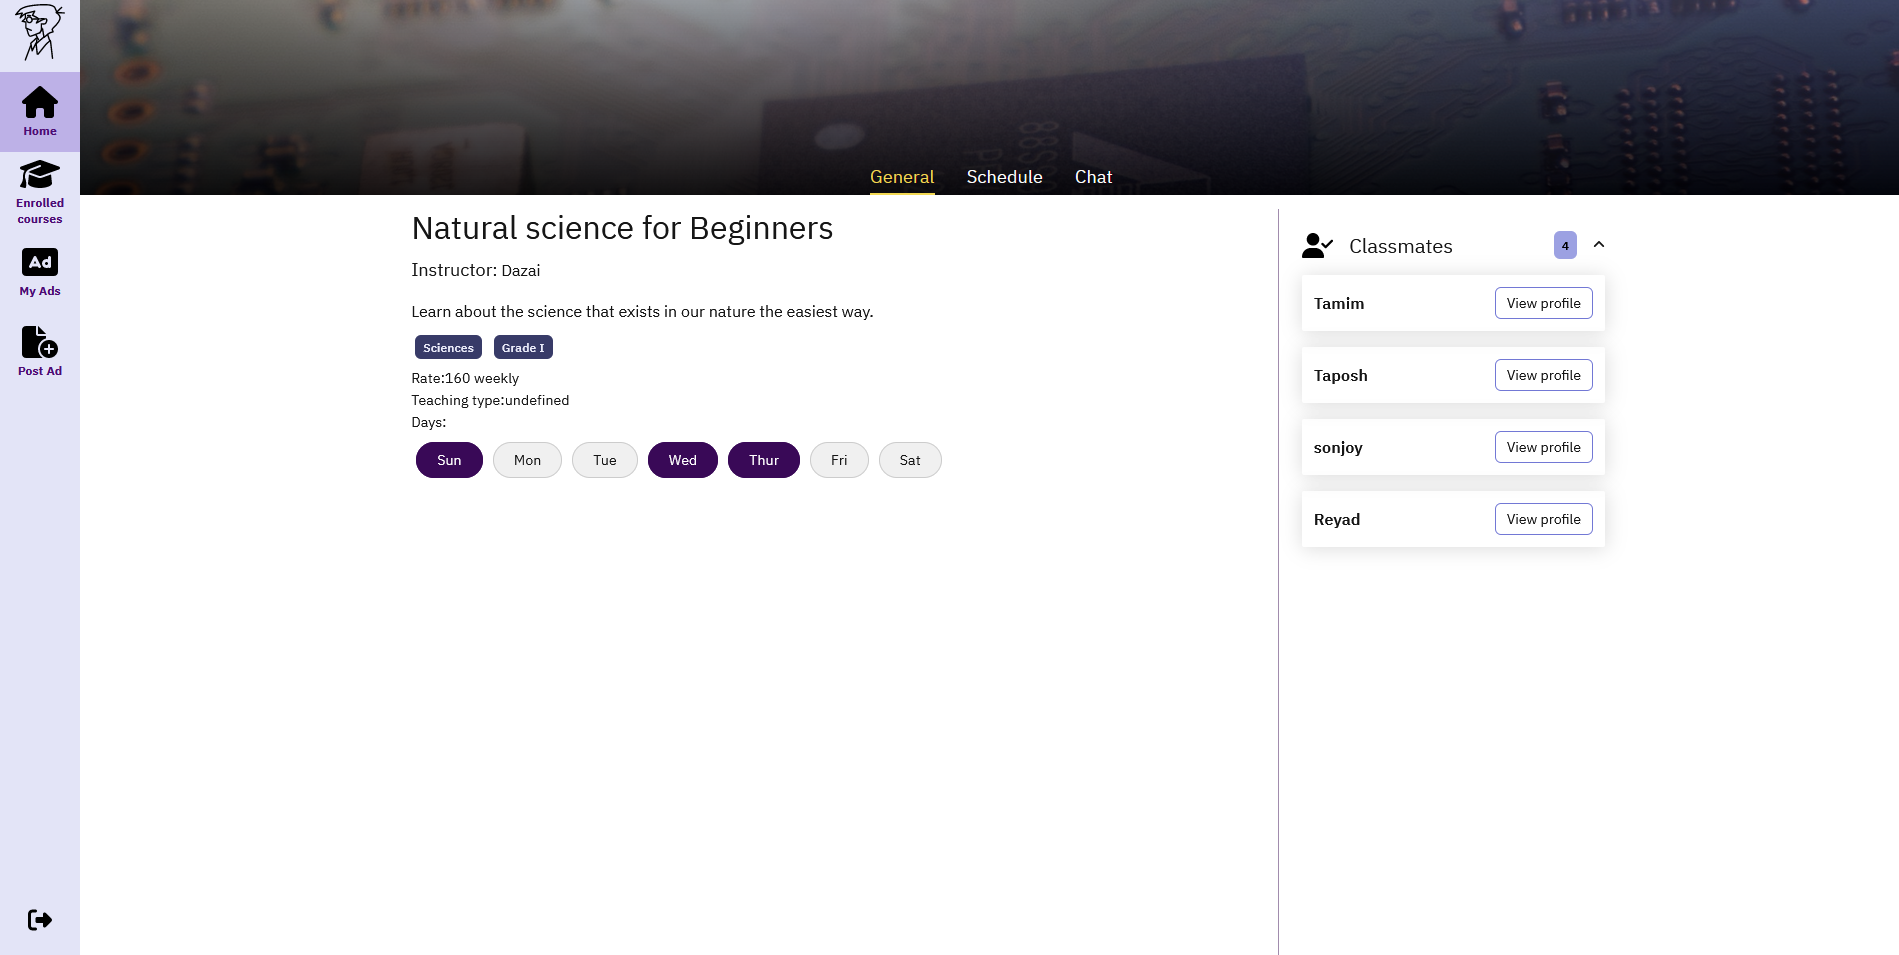 Home
Enrolled
courses
Ad
My Ads
Post Ad
General Schedule Chat
Natural science for Beginners
Instructor: Dazai
Learn about the science that exists in our nature the easiest way.
Sciences Grade I
Rate:160 weekly
Teaching type:undefined
Days:
Sun Mon Tue Wed Thur Fri Sat
Classmates 4
Tamim View profile
Taposh View profile
sonjoy View profile
Reyad View profile